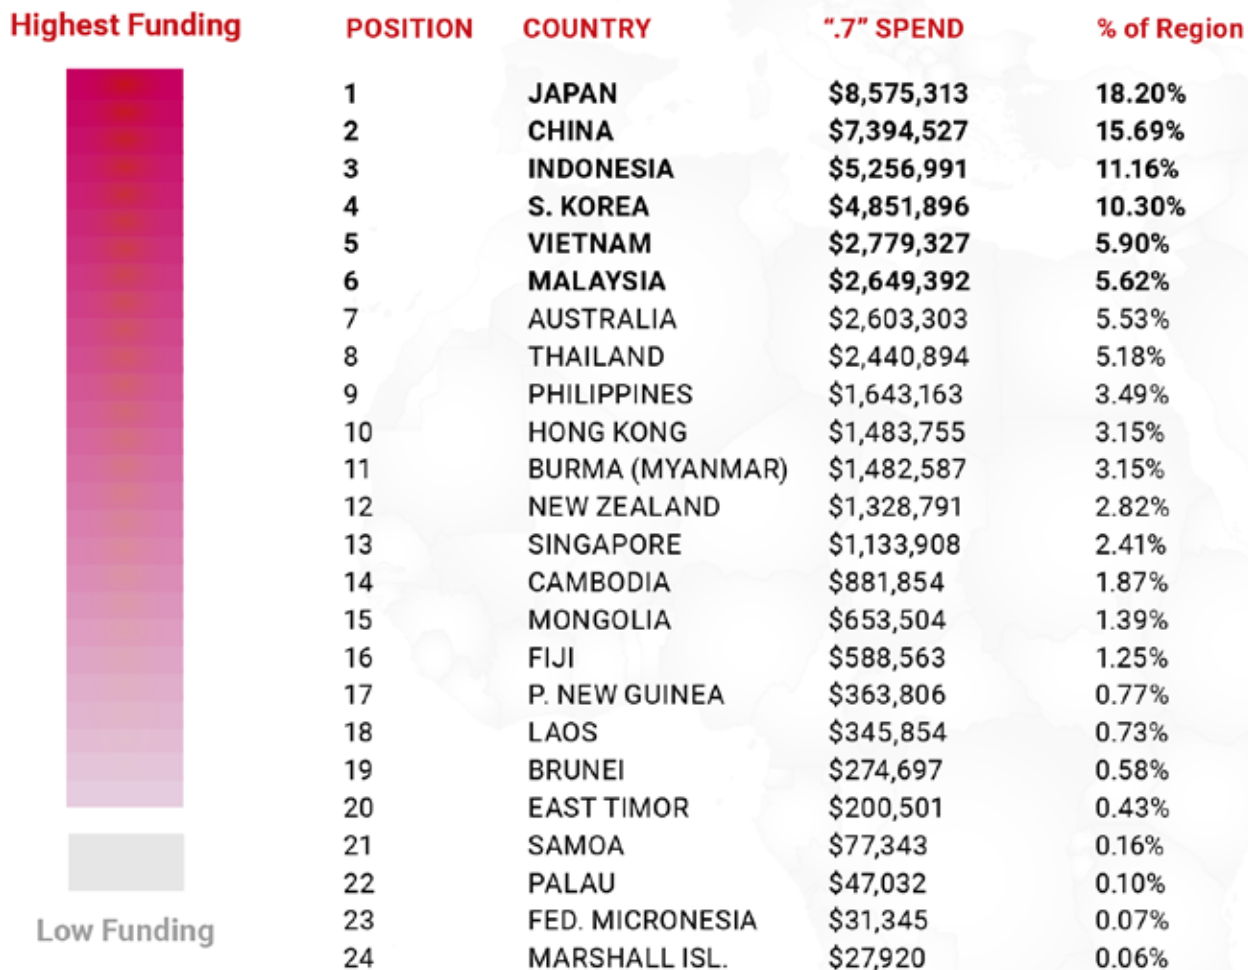 Highest Funding
POSITION COUNTRY “.7” SPEND % of Region
1 JAPAN $8,575,313 18.20%
2 CHINA $7,394,527 15.69%
3 INDONESIA $5,256,991 11.16%
4 S. KOREA $4,851,896 10.30%
5 VIETNAM $2,779,327 5.90%
6 MALAYSIA $2,649,392 5.62%
7 AUSTRALIA $2,603,303 5.53%
8 THAILAND $2,440,894 5.18%
9 PHILIPPINES $1,643,163 3.49%
10 HONG KONG $1,483,755 3.15%
11 BURMA (MYANMAR) $1,482,587 3.15%
12 NEW ZEALAND $1,328,791 2.82%
13 SINGAPORE $1,133,908 2.41%
14 CAMBODIA $881,854 1.87%
15 MONGOLIA $653,504 1.39%
16 FIJI $588,563 1.25%
17 P. NEW GUINEA $363,806 0.77%
18 LAOS $345,854 0.73%
19 BRUNEI $274,697 0.58%
20 EAST TIMOR $200,501 0.43%
21 SAMOA $77,343 0.16%
22 PALAU $47,032 0.10%
23 FED. MICRONESIA $31,345 0.07%
24 MARSHALL ISL. $27,920 0.06%
Low Funding